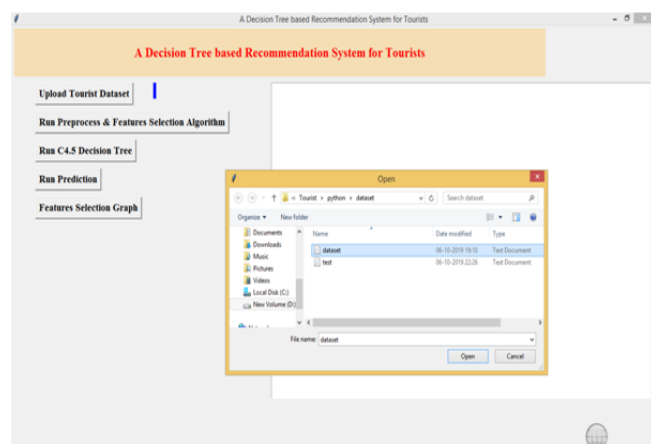 A Decision Tree based Recommendation System for Tourists
A Decision Tree based Recommendation System for Tourists
Upload Tourist Dataset
Run Preprocess & Features Selection Algorithm
Run C4.5 Decision Tree
Run Prediction
Features Selection Graph
Open
« Tourist › python › dataset
Search dataset
Organize
New folder
Documents
Downloads
Music
Pictures
Videos
Local Disk (C:)
New Volume (D:)
Name
Date modified
Type
dataset
06-10-2019 19:10
Text Document
test
06-10-2019 22:26
Text Document
File name:
dataset
Open
Cancel